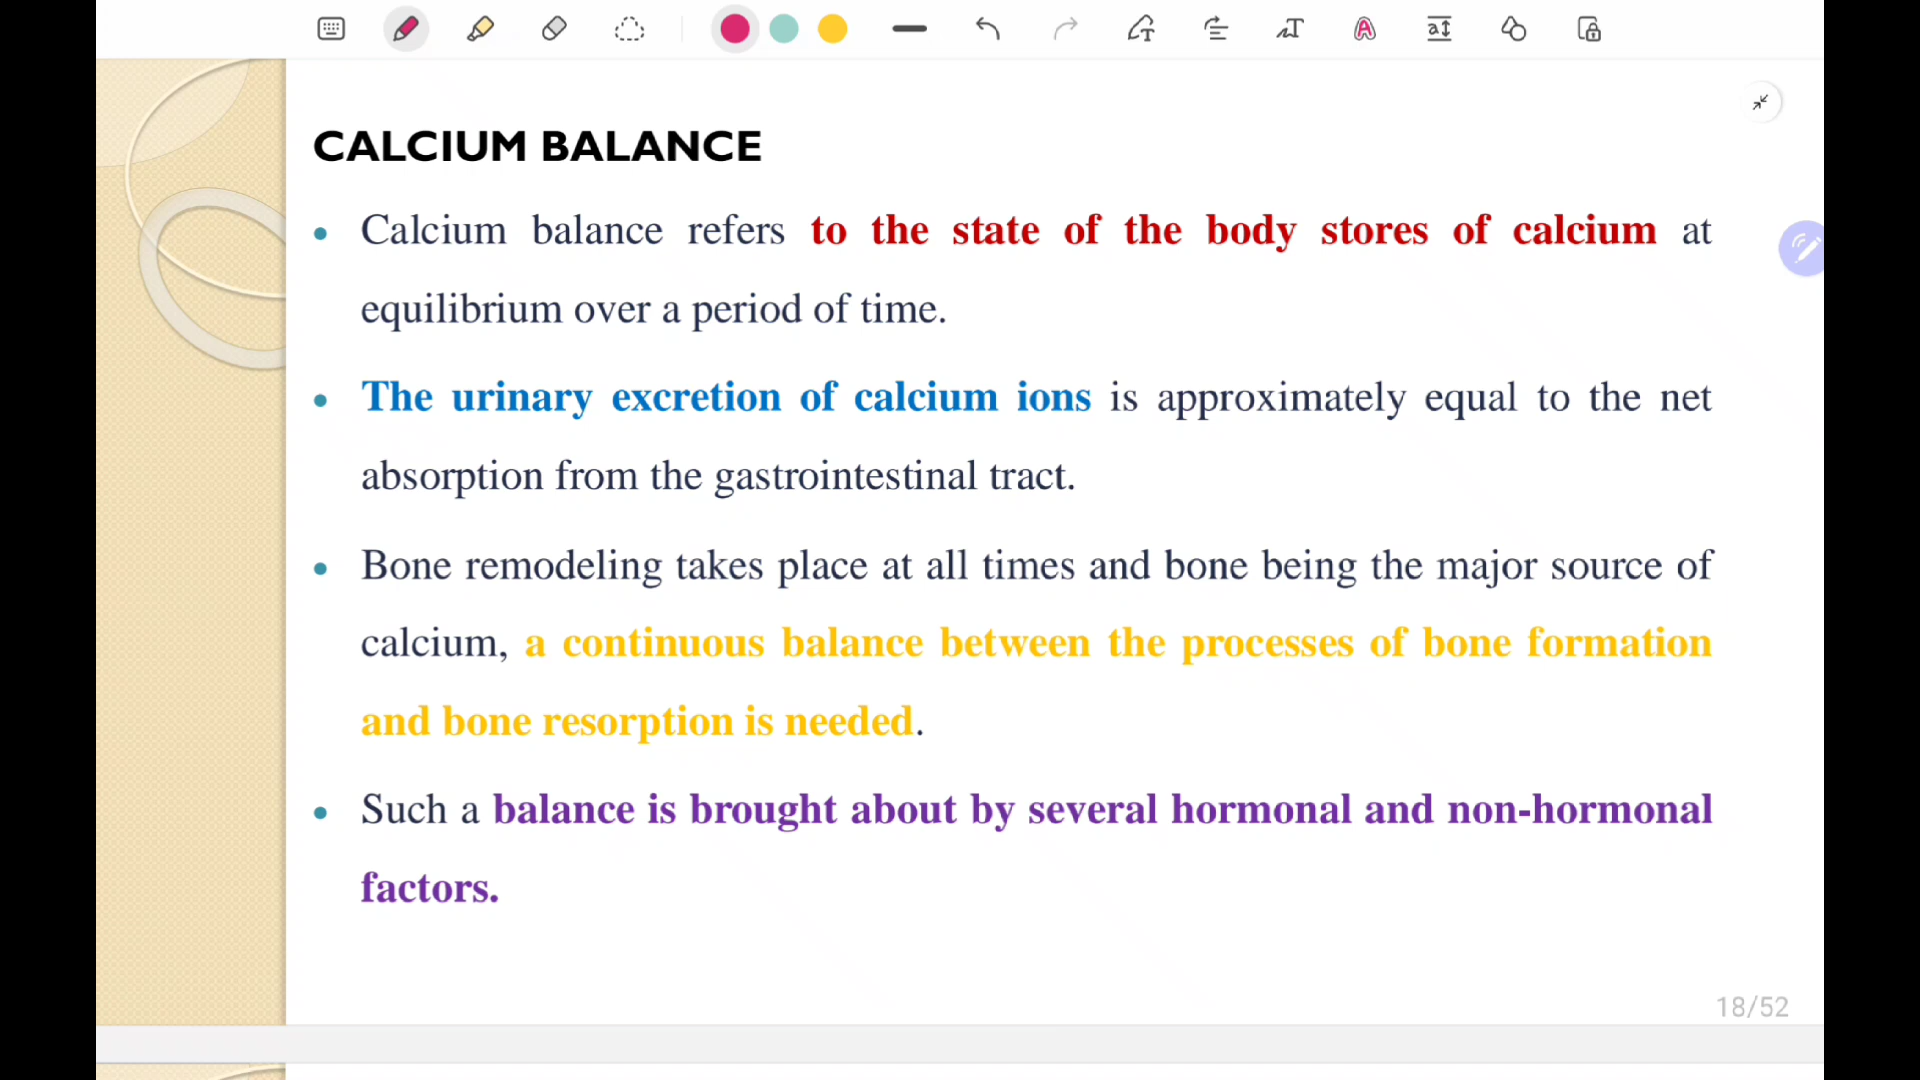 CALCIUM BALANCE
• Calcium balance refers to the state of the body stores of calcium at
equilibrium over a period of time.
• The urinary excretion of calcium ions is approximately equal to the net
absorption from the gastrointestinal tract.
• Bone remodeling takes place at all times and bone being the major source of
calcium, a continuous balance between the processes of bone formation
and bone resorption is needed.
• Such a balance is brought about by several hormonal and non-hormonal
factors.
18/52